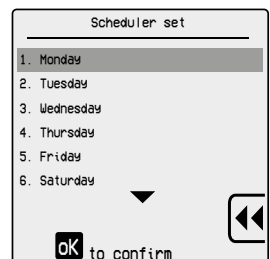 Scheduler set
1. Monday
2. Tuesday
3. Wednesday
4. Thursday
5. Friday
6. Saturday
OK to confirm